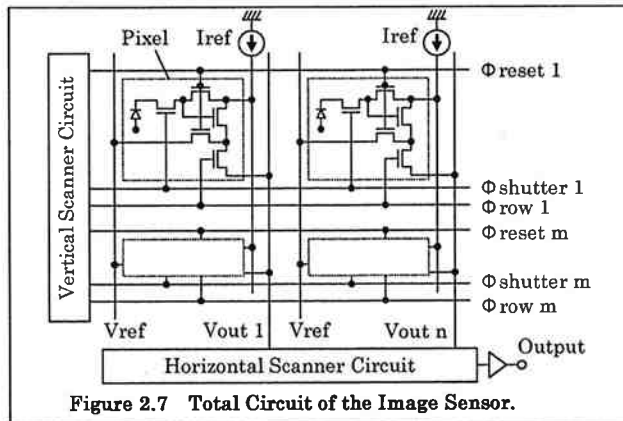 Pixel Iref Iref
Φreset 1
Vertical Scanner Circuit
Φshutter 1
Φrow 1
Φreset m
Φshutter m
Φrow m
Vref Vout 1 Vref Vout n
Output
Horizontal Scanner Circuit
Figure 2.7 Total Circuit of the Image Sensor.